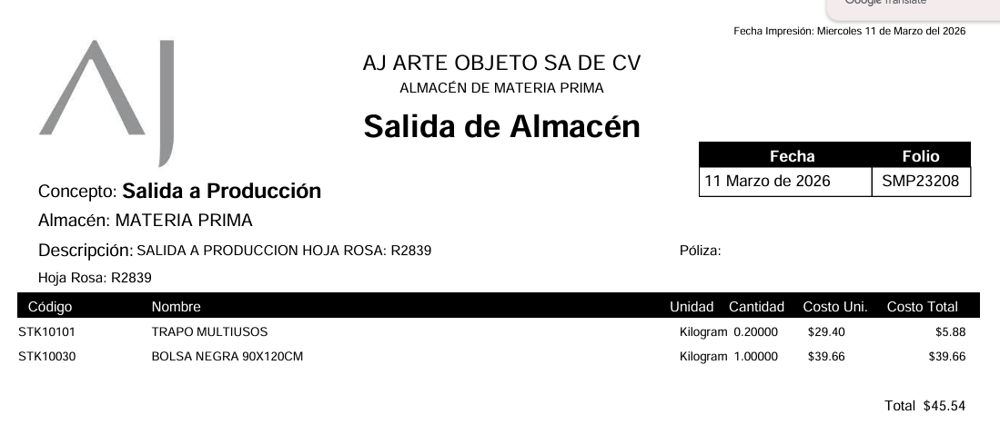 Google Translate
Fecha Impresión: Miercoles 11 de Marzo del 2026
AJ
AJ ARTE OBJETO SA DE CV
ALMACÉN DE MATERIA PRIMA
Salida de Almacén
Fecha Folio
11 Marzo de 2026 SMP23208
Concepto: Salida a Producción
Almacén: MATERIA PRIMA
Descripción: SALIDA A PRODUCCION HOJA ROSA: R2839 Póliza:
Hoja Rosa: R2839
Código Nombre Unidad Cantidad Costo Uni. Costo Total
STK10101 TRAPO MULTIUSOS Kilogram 0.20000 $29.40 $5.88
STK10030 BOLSA NEGRA 90X120CM Kilogram 1.00000 $39.66 $39.66
Total $45.54